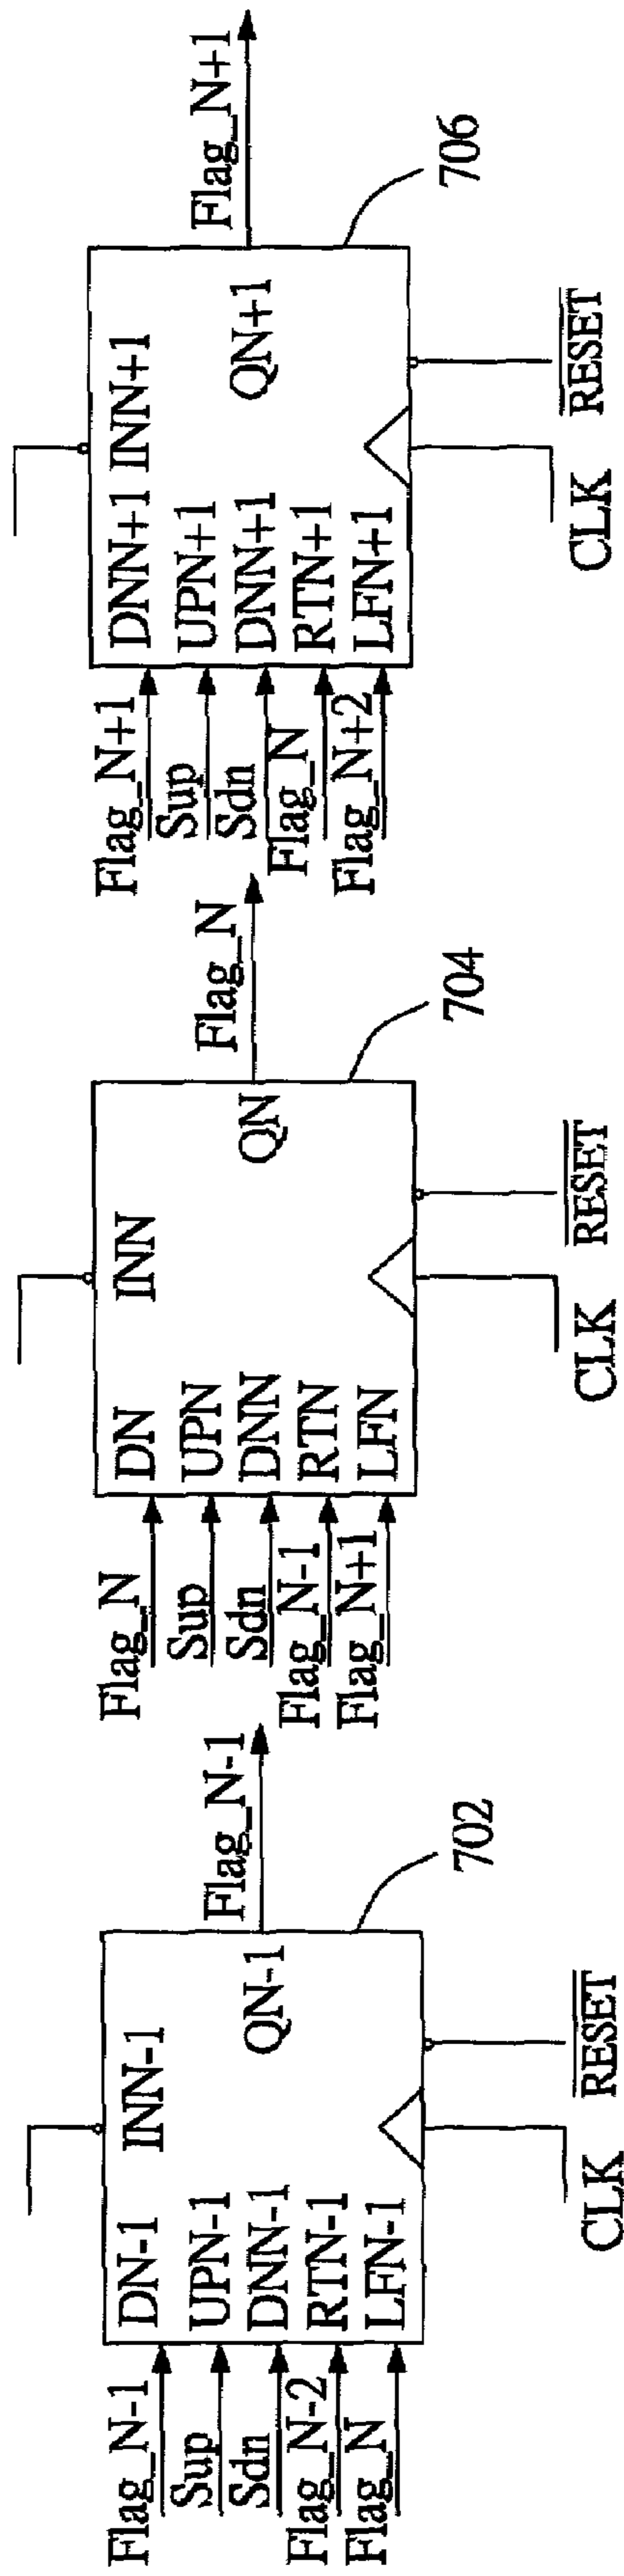 Flag_N-1
Sup
Sdn
Flag_N-2
Flag_N
DN-1
UPN-1
DNN-1
RTN-1
LFN-1
INN-1
QN-1
CLK
RESET
702
Flag_N-1
Flag_N
Sup
Sdn
Flag_N-1
Flag_N+1
DN
UPN
DNN
RTN
LFN
INN
QN
CLK
RESET
704
Flag_N
Flag_N+1
Sup
Sdn
Flag_N
Flag_N+2
DNN+1
UPN+1
DNN+1
RTN+1
LFN+1
INN+1
QN+1
CLK
RESET
706
Flag_N+1